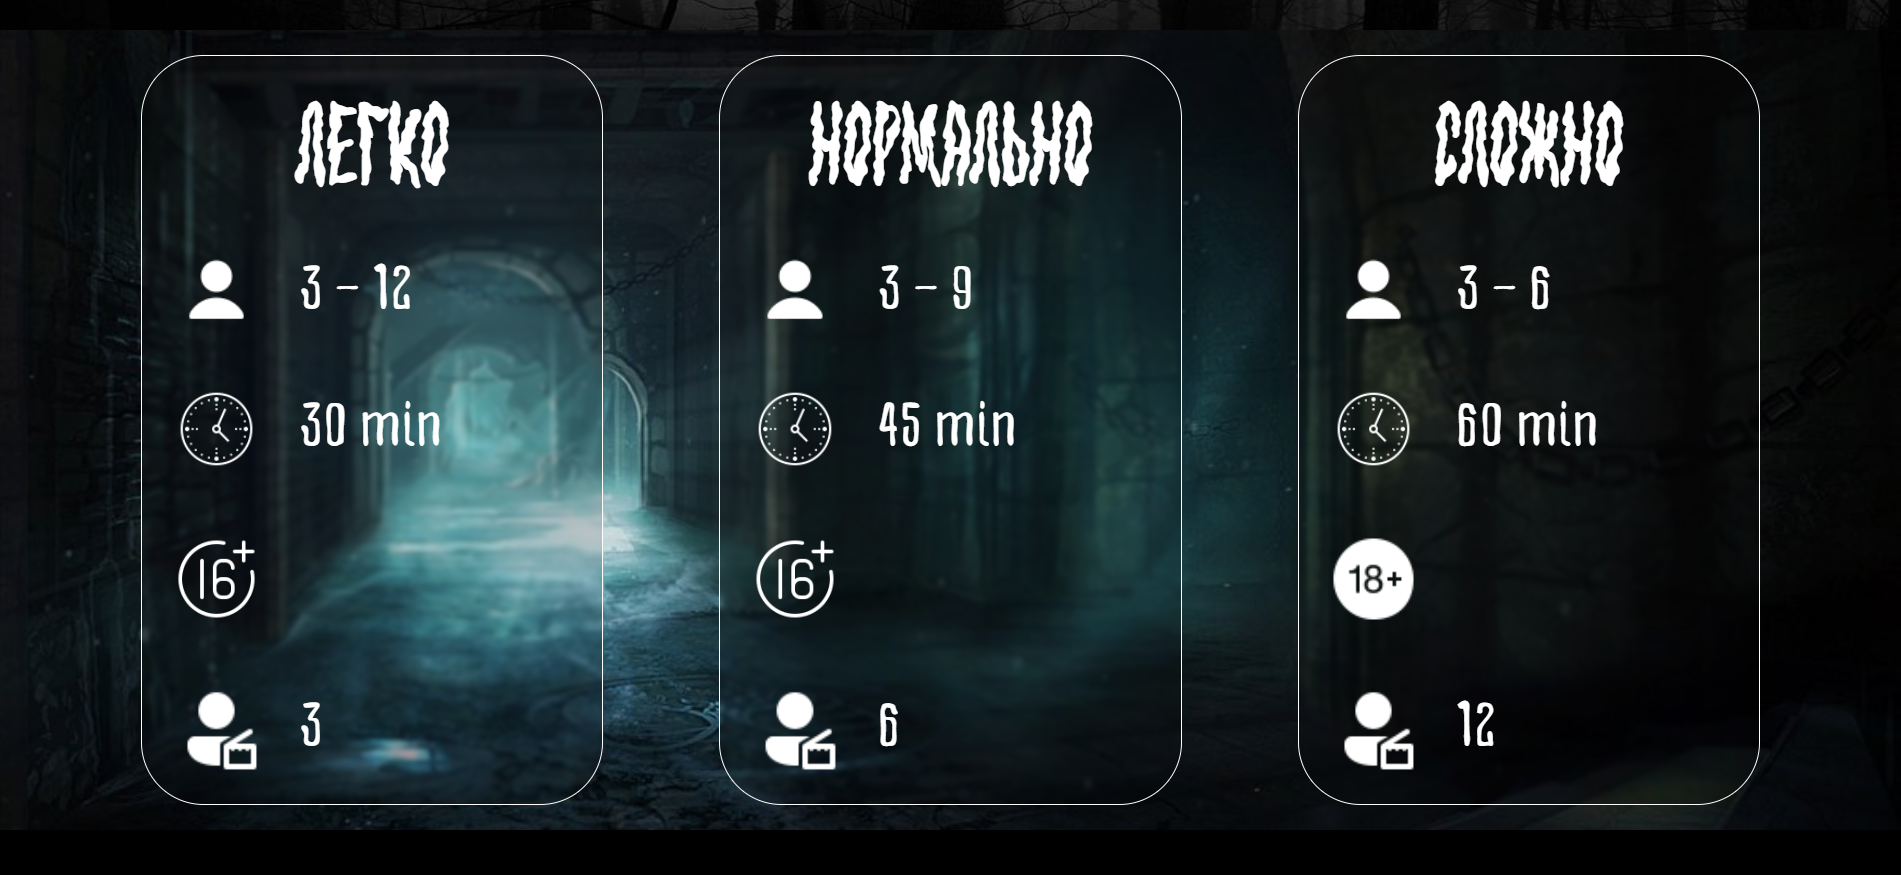 ЛЕГКО
3 – 12
30 min
16+
3
НОРМАЛЬНО
3 – 9
45 min
16+
6
СЛОЖНО
3 – 6
60 min
18+
12